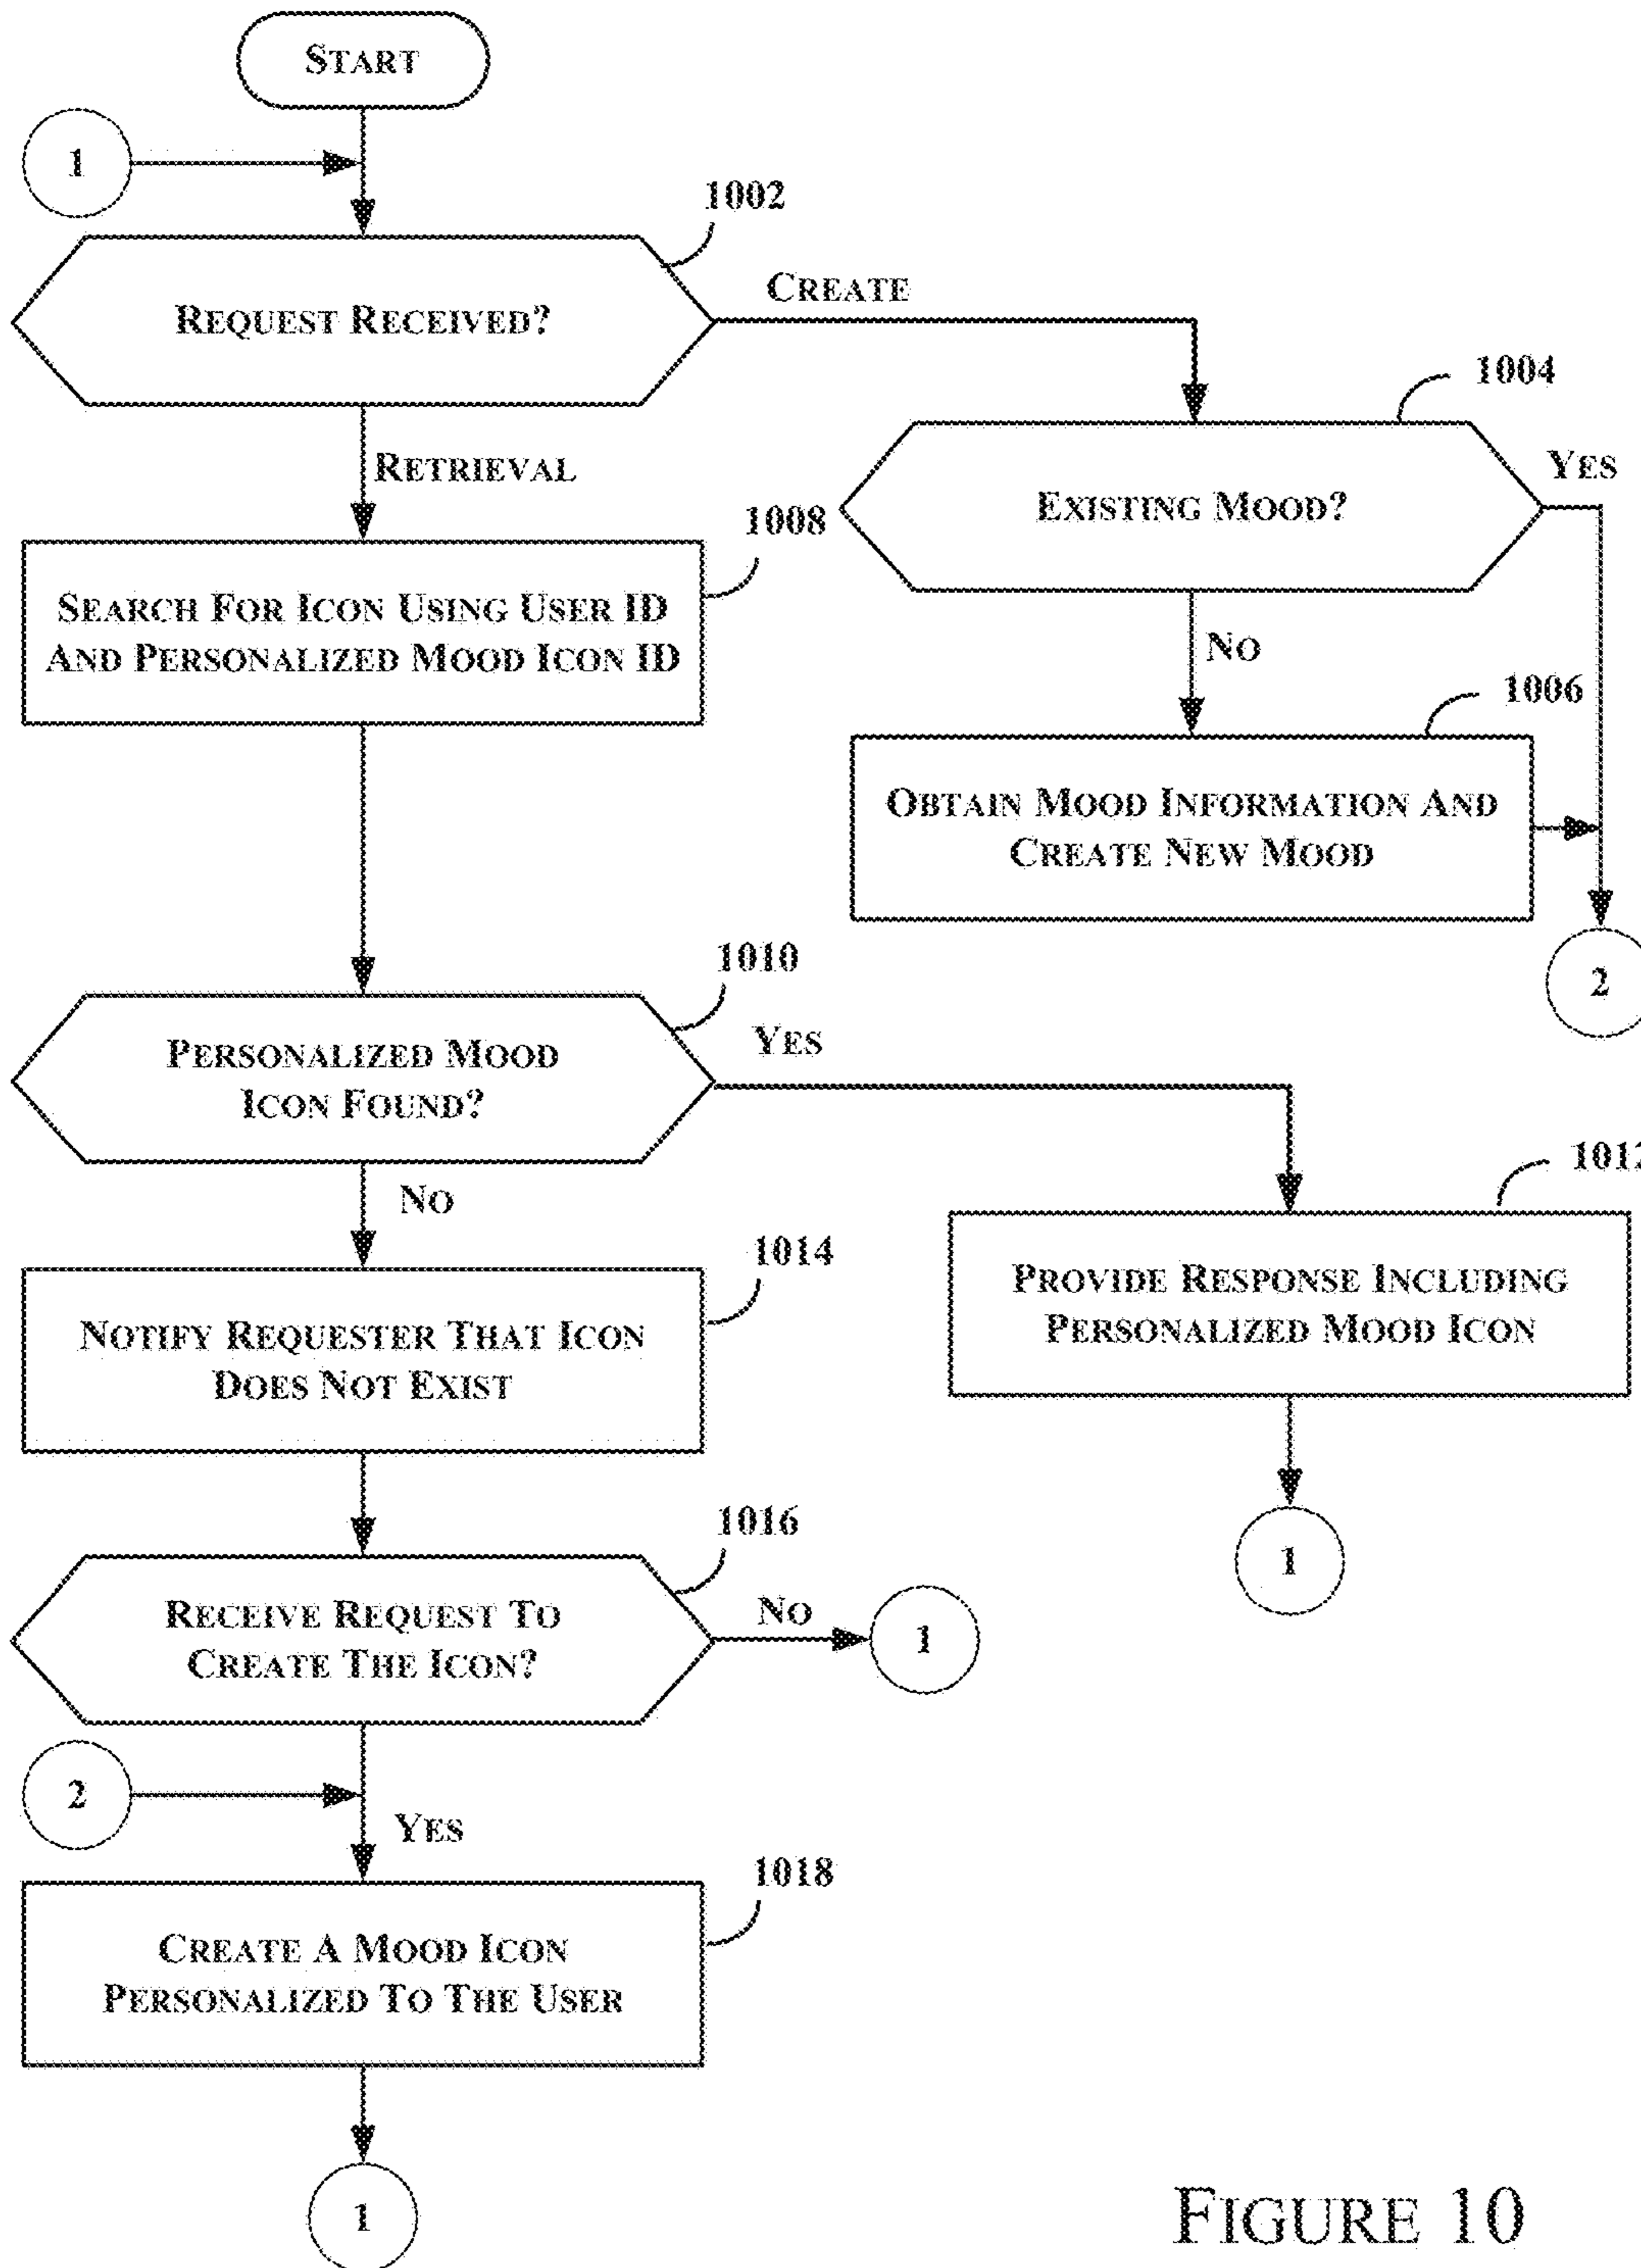 START
1
1002
REQUEST RECEIVED?
CREATE
1004
EXISTING MOOD?
YES
RETRIEVAL
1008
SEARCH FOR ICON USING USER ID
AND PERSONALIZED MOOD ICON ID
NO
1006
OBTAIN MOOD INFORMATION AND
CREATE NEW MOOD
2
1010
PERSONALIZED MOOD
ICON FOUND?
YES
1012
PROVIDE RESPONSE INCLUDING
PERSONALIZED MOOD ICON
1
NO
1014
NOTIFY REQUESTER THAT ICON
DOES NOT EXIST
1016
RECEIVE REQUEST TO
CREATE THE ICON?
NO
1
2
YES
1018
CREATE A MOOD ICON
PERSONALIZED TO THE USER
1
FIGURE 10